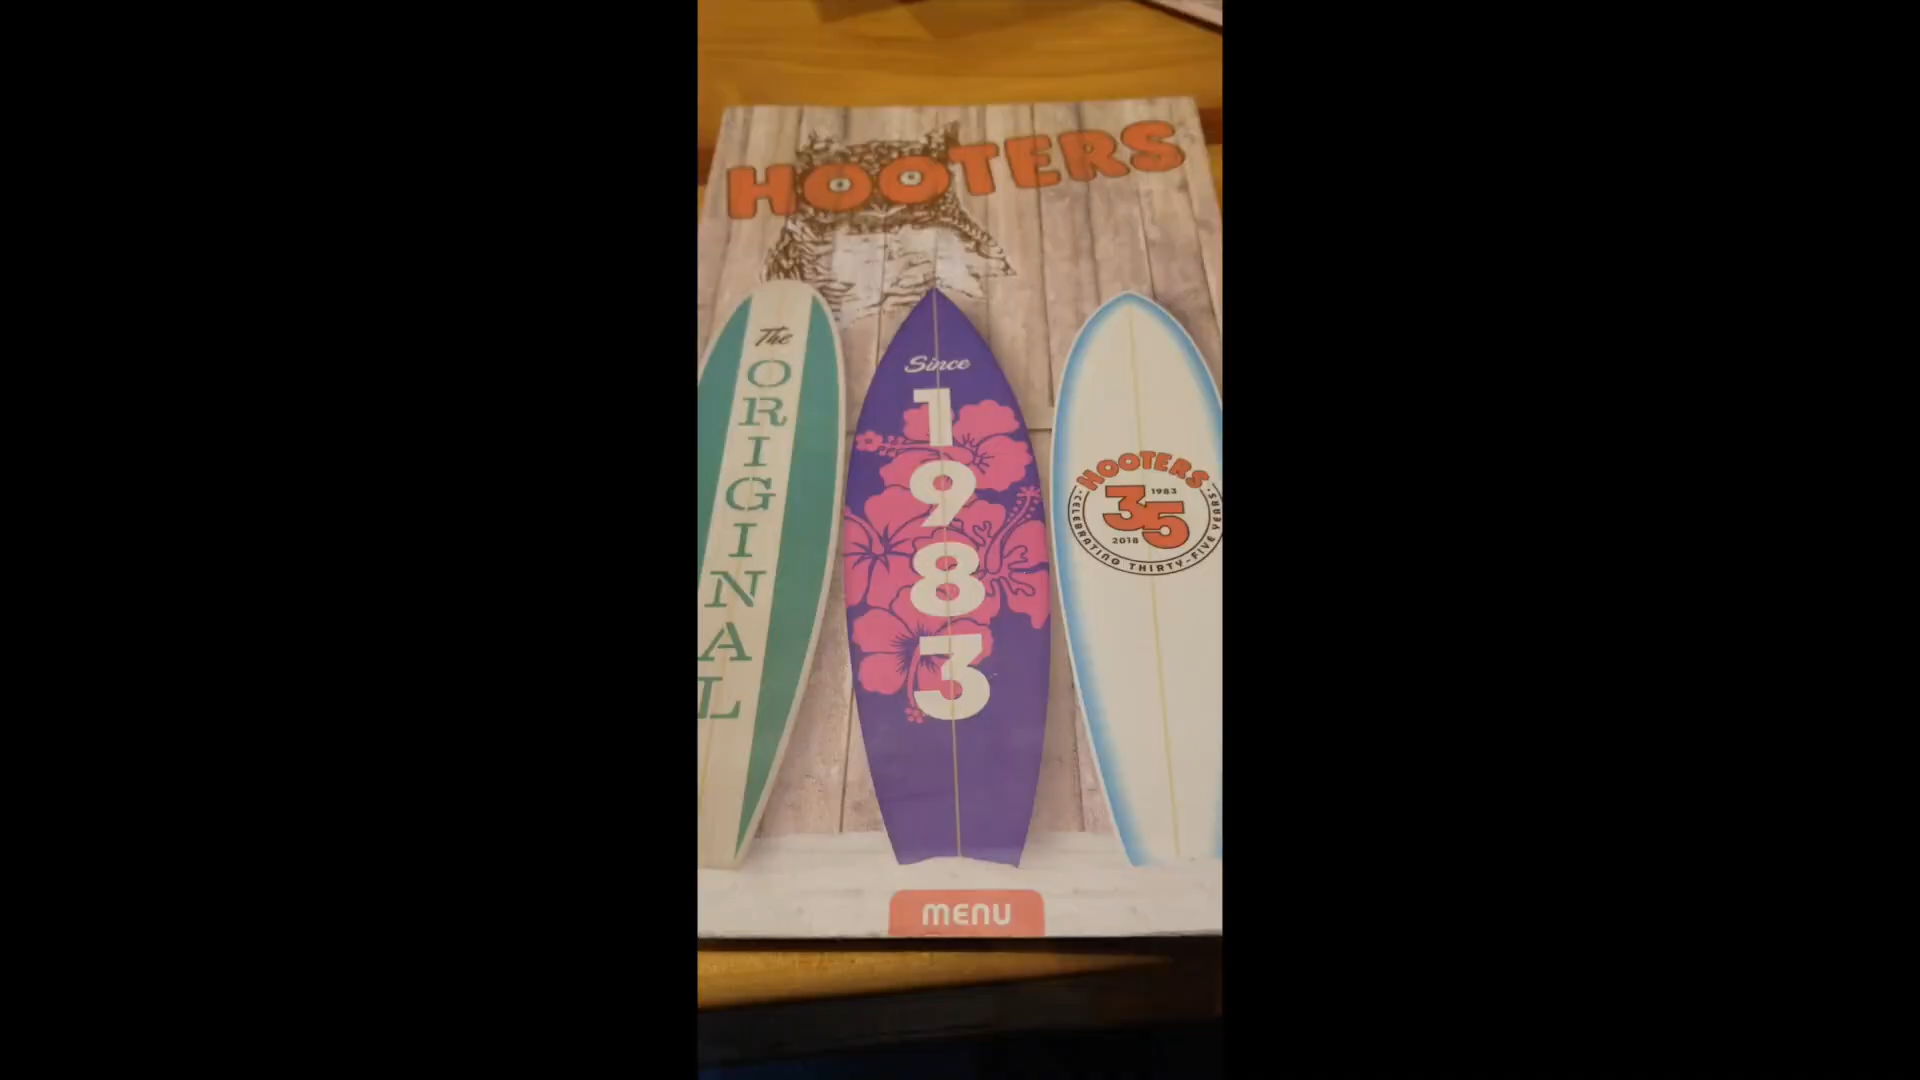 HOOTERS
The
ORIGINAL
Since
1983
HOOTERS
35
1983
2018
· CELEBRATING THIRTY-FIVE YEARS ·
MENU